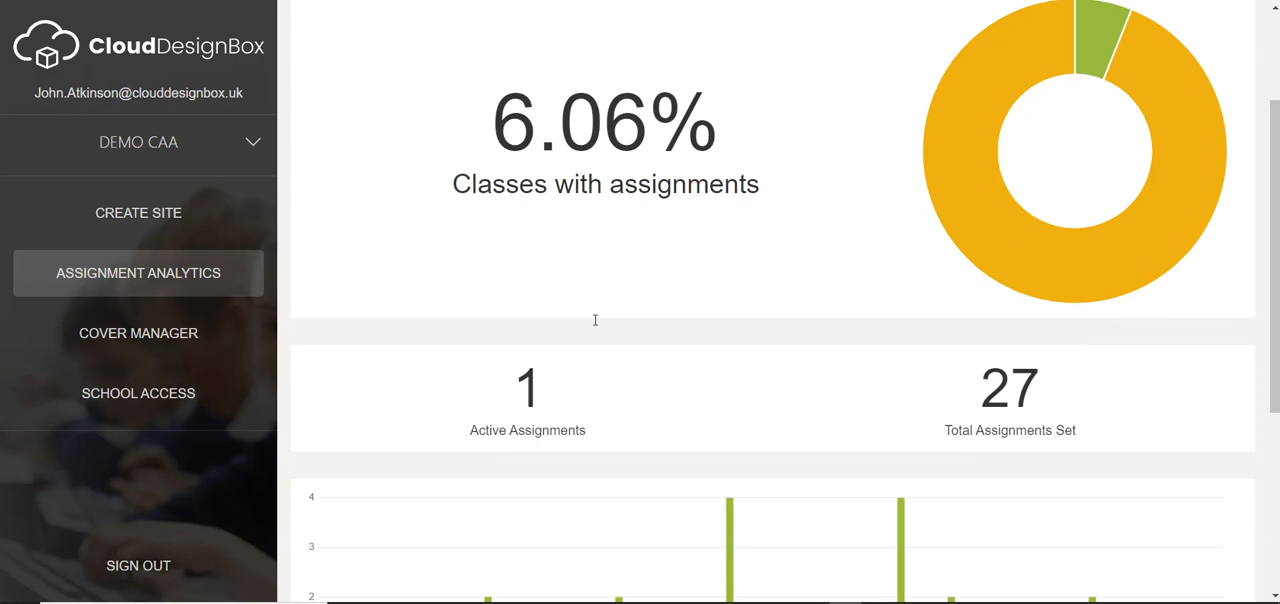 CloudDesignBox
John.Atkinson@clouddesignbox.uk
DEMO CAA
CREATE SITE
ASSIGNMENT ANALYTICS
COVER MANAGER
SCHOOL ACCESS
SIGN OUT
6.06%
Classes with assignments
1
Active Assignments
27
Total Assignments Set
4
3
2